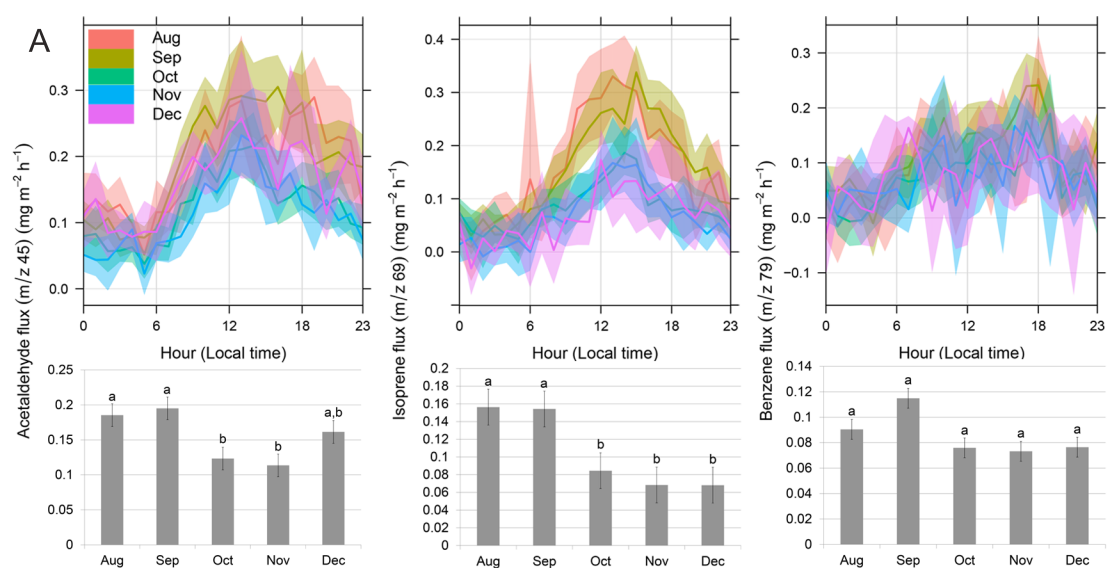 A
Aug
Sep
Oct
Nov
Dec
Acetaldehyde flux (m/z 45) (mg m⁻² h⁻¹)
0.3
0.2
0.1
0.0
0 6 12 18 23
Hour (Local time)
Isoprene flux (m/z 69) (mg m⁻² h⁻¹)
0.4
0.3
0.2
0.1
0.0
0 6 12 18 23
Hour (Local time)
Benzene flux (m/z 79) (mg m⁻² h⁻¹)
0.3
0.2
0.1
0.0
−0.1
0 6 12 18 23
Hour (Local time)
0.25
0.2
0.15
0.1
0.05
0
a a b b a,b
Aug Sep Oct Nov Dec
0.2
0.18
0.16
0.14
0.12
0.1
0.08
0.06
0.04
0.02
0
a a b b b
Aug Sep Oct Nov Dec
0.14
0.12
0.1
0.08
0.06
0.04
0.02
0
a a a a a
Aug Sep Oct Nov Dec